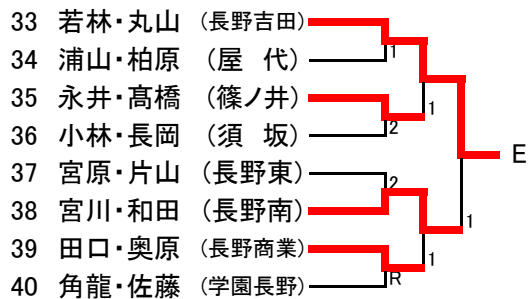 33 若林・丸山 (長野吉田)
1
34 浦山・柏原 (屋 代)
1
35 永井・髙橋 (篠ノ井)
2
36 小林・長岡 (須 坂)
E
37 宮原・片山 (長野東)
2
38 宮川・和田 (長野南)
1
39 田口・奥原 (長野商業)
1
R
40 角龍・佐藤 (学園長野)